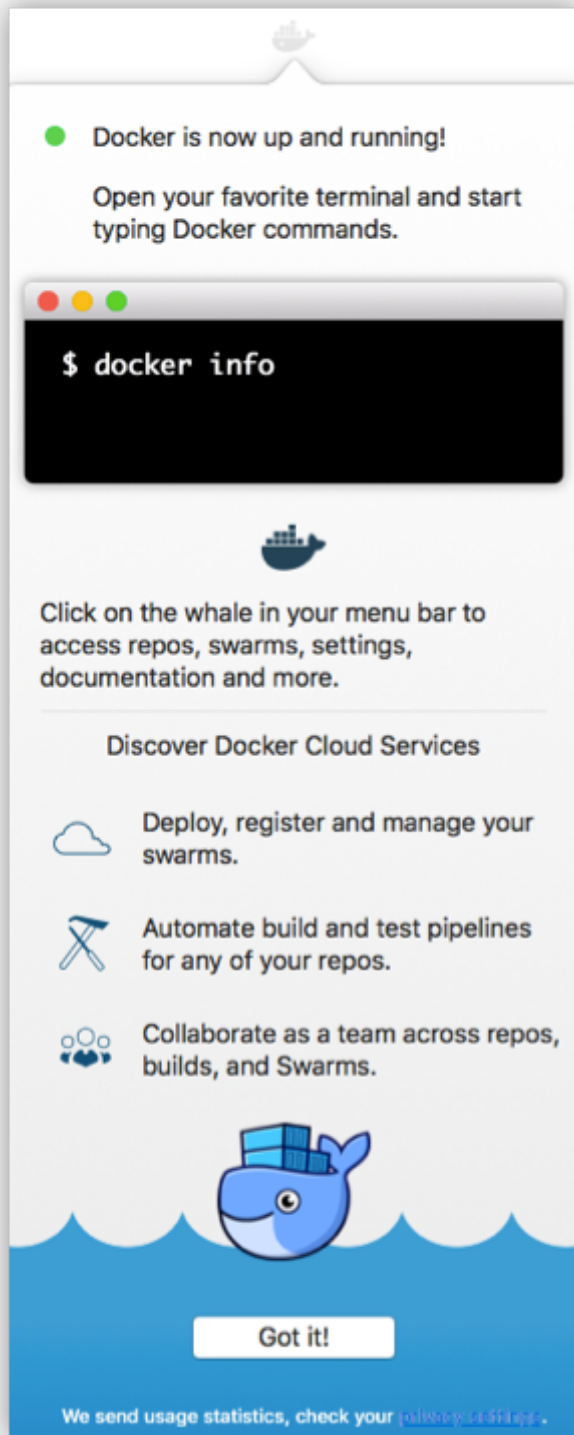 Docker is now up and running!
Open your favorite terminal and start
typing Docker commands.
$ docker info
Click on the whale in your menu bar to
access repos, swarms, settings,
documentation and more.
Discover Docker Cloud Services
Deploy, register and manage your
swarms.
Automate build and test pipelines
for any of your repos.
Collaborate as a team across repos,
builds, and Swarms.
Got it!
We send usage statistics, check your privacy settings.